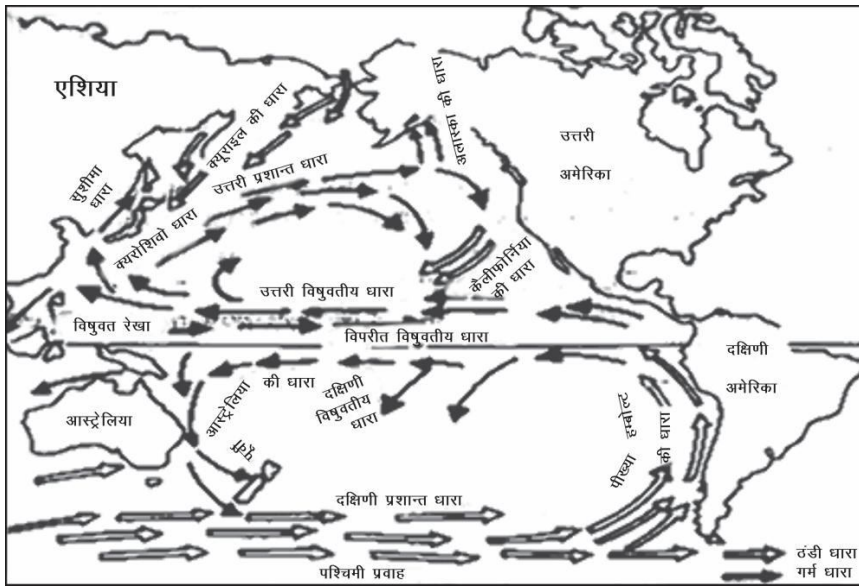 एशिया
सुशीमा
धारा
क्यूराइल की धारा
अलास्का की धारा
उत्तरी
अमेरिका
उत्तरी प्रशान्त धारा
क्यरोशिवो धारा
कैलीफोर्निया
की धारा
उत्तरी विषुवतीय धारा
विषुवत रेखा
विपरीत विषुवतीय धारा
दक्षिणी
अमेरिका
की धारा
दक्षिणी
विषुवतीय
धारा
आस्ट्रेलिया
आस्ट्रेलिया
पूर्वी
हम्बोल्ट
की धारा
दक्षिणी प्रशान्त धारा
पश्चिमी प्रवाह
ठंडी धारा
गर्म धारा